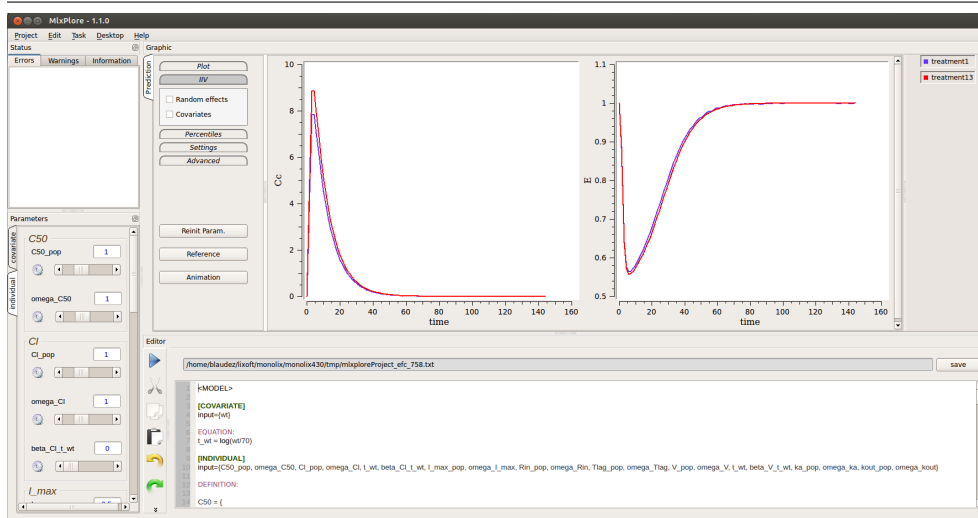 MlxPlore - 1.1.0
Project Edit Task Desktop Help
Status
Errors Warnings Information
Parameters
covariate
individual
C50
C50_pop 1
omega_C50 1
Cl
Cl_pop 1
omega_Cl 1
beta_Cl_t_wt 0
I_max
Graphic
Prediction
Plot
IIV
Random effects
Covariates
Percentiles
Settings
Advanced
Reinit Param.
Reference
Animation
10
8
6
4
2
0
Cc
0 20 40 60 80 100 120 140 160
time
1.1
1
0.9
0.8
0.7
0.6
0.5
E
0 20 40 60 80 100 120 140 160
time
treatment1
treatment13
Editor
/home/blaudez/lixoft/monolix/monolix430/tmp/mlxploreProject_efc_758.txt save
<MODEL>
[COVARIATE]
input={wt}
EQUATION:
t_wt = log(wt/70)
[INDIVIDUAL]
input={C50_pop, omega_C50, Cl_pop, omega_Cl, t_wt, beta_Cl_t_wt, I_max_pop, omega_I_max, Rin_pop, omega_Rin, Tlag_pop, omega_Tlag, V_pop, omega_V, t_wt, beta_V_t_wt, ka_pop, omega_ka, kout_pop, omega_kout}
DEFINITION:
C50 = {